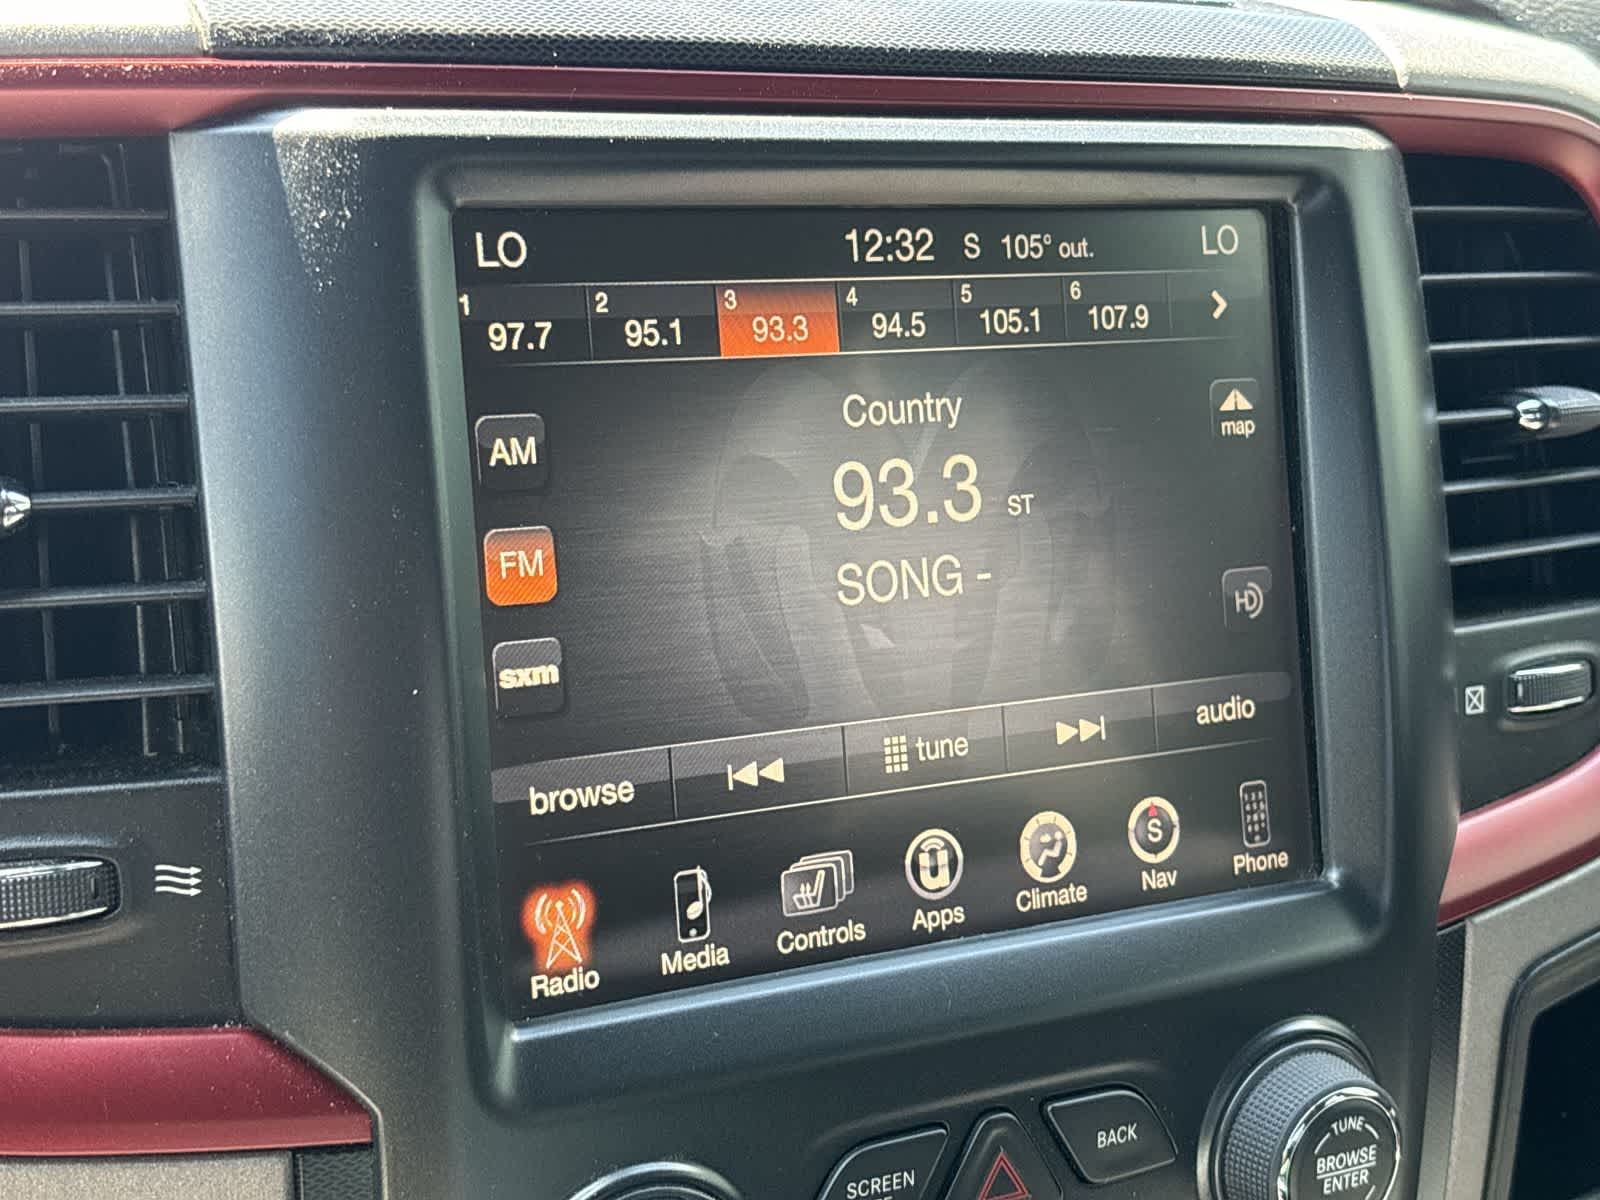 LO 12:32 S 105° out. LO
1 97.7 2 95.1 3 93.3 4 94.5 5 105.1 6 107.9
Country
map
AM
93.3 ST
FM
SONG -
HD
sxm
browse tune audio
Radio Media Controls Apps Climate Nav Phone
S
SCREEN
BACK
TUNE
BROWSE
ENTER